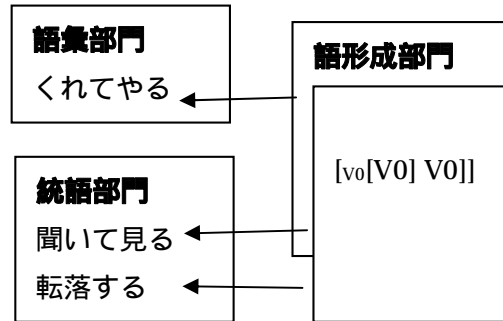 語彙部門
くれてやる
語形成部門
[V0[V0] V0]]
統語部門
聞いて見る
転落する